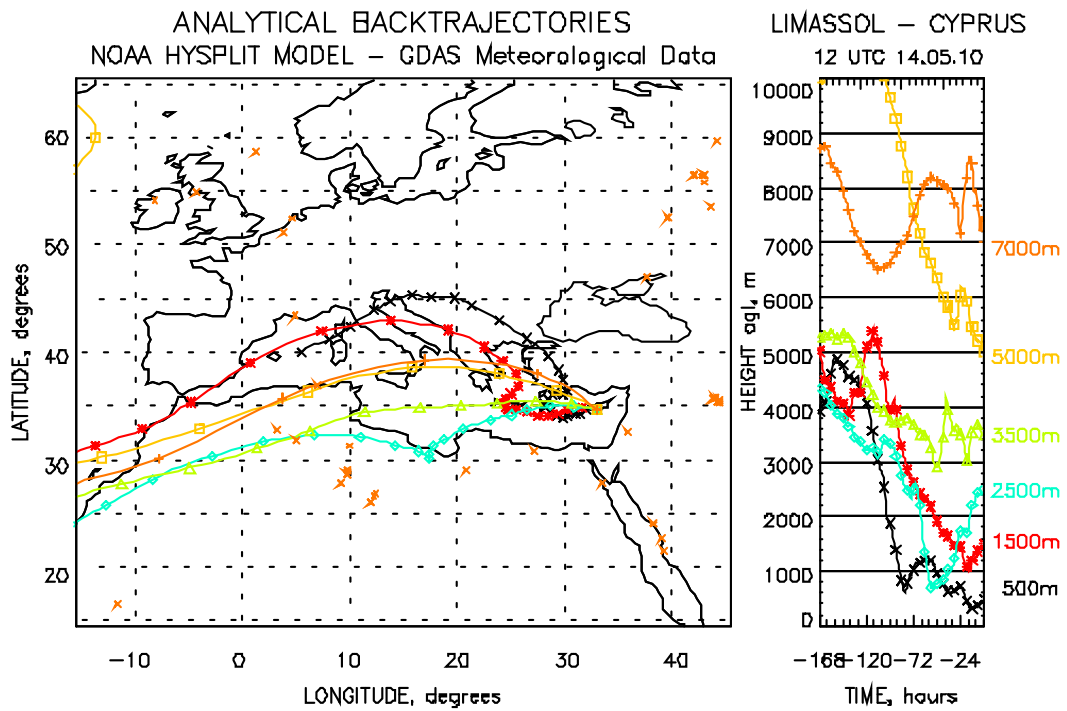 ANALYTICAL BACKTRAJECTORIES
NOAA HYSPLIT MODEL – GDAS Meteorological Data
LIMASSOL – CYPRUS
12 UTC 14.05.10
60
50
40
30
20
LATITUDE, degrees
-10 0 10 20 30 40
LONGITUDE, degrees
10000
9000
8000
7000
6000
5000
4000
3000
2000
1000
0
HEIGHT agl, m
-168 -120 -72 -24
TIME, hours
7000m
5000m
3500m
2500m
1500m
500m